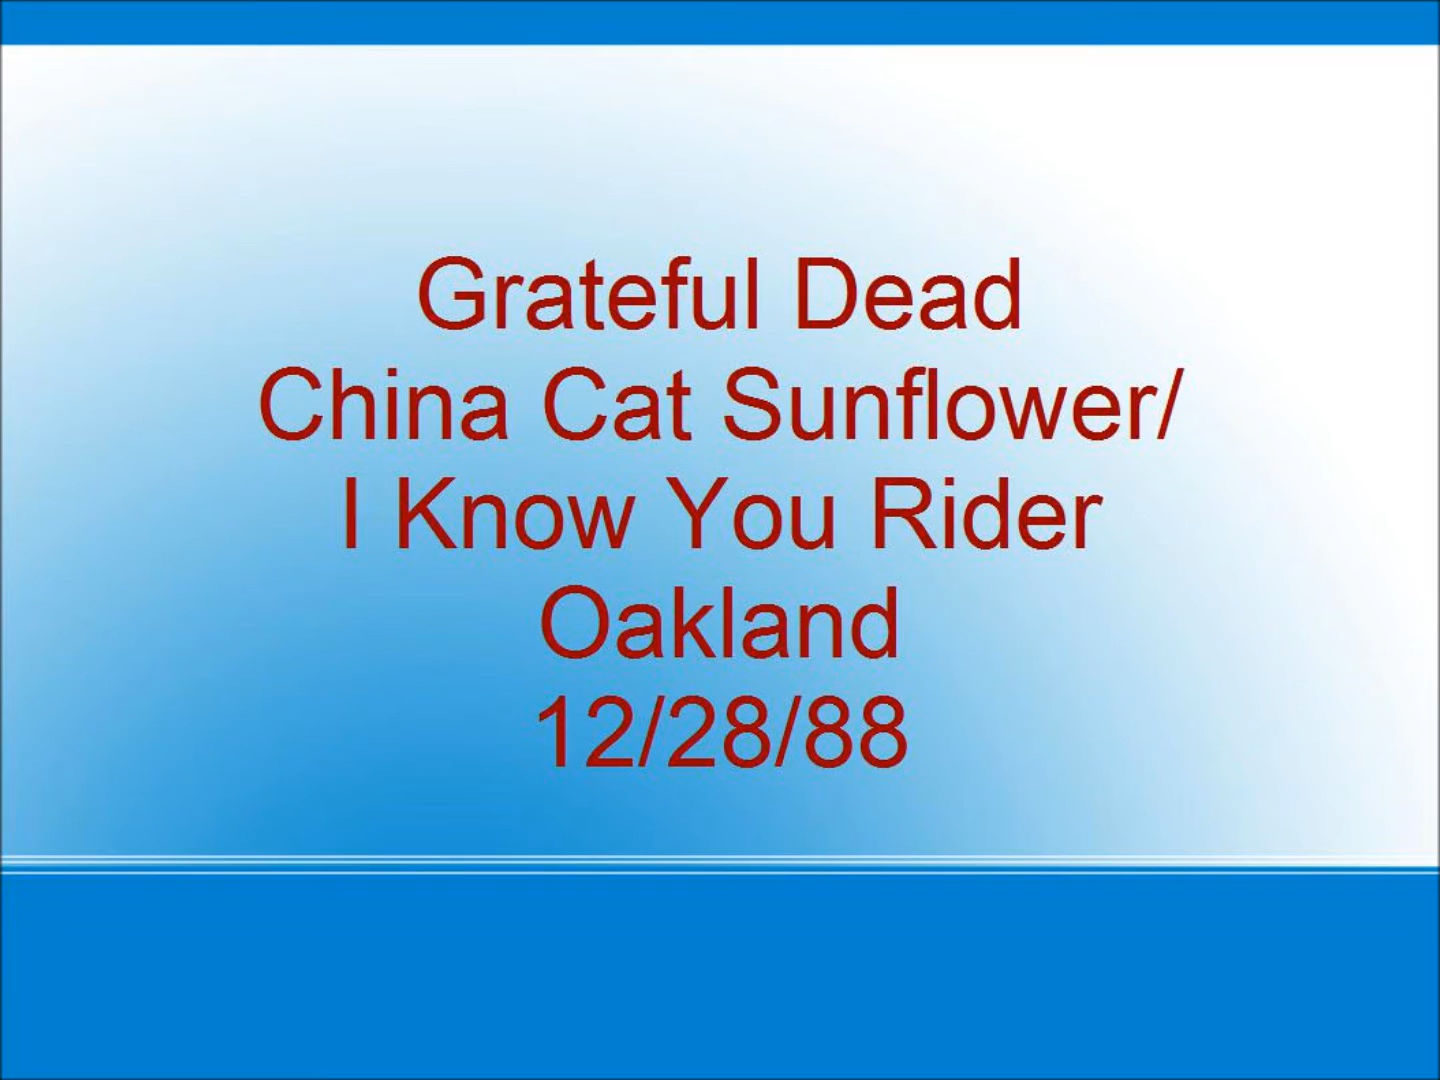 Grateful Dead
China Cat Sunflower/
I Know You Rider
Oakland
12/28/88